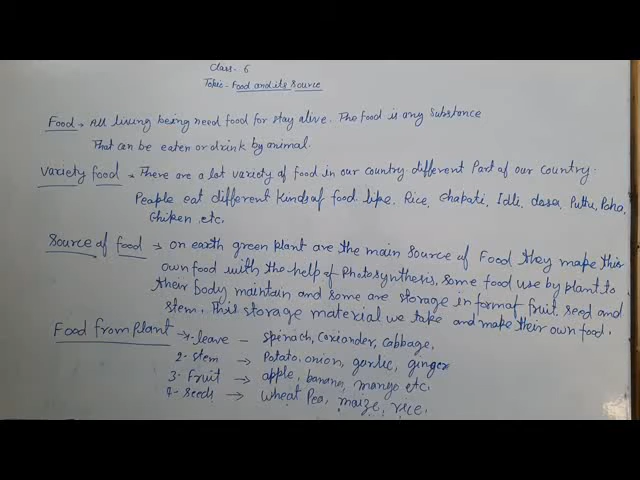 Class- 6
Topic- Food and its Source
Food → All living being need food for stay alive. The food is any substance
That can be eaten or drink by animal.
Variety food → There are a lot variety of food in our country different Part of our country.
People eat different kinds of food like. Rice, Chapati, Idli, dosa, Puttu, Poha,
Chiken, etc.
Source of food → on earth green plant are the main source of Food they make this
own food with the help of Photosynthesis, some food use by plant to
their body maintain and some are storage in form of fruit, seed and
stem. This storage material we take and make their own food.
Food from plant → 1- leave - Spinach, Coriander, Cabbage,
2- stem → Potato, onion, garlic, ginger
3- Fruit → apple, banana, mango etc.
4- seeds → wheat Pea, maize, rice.